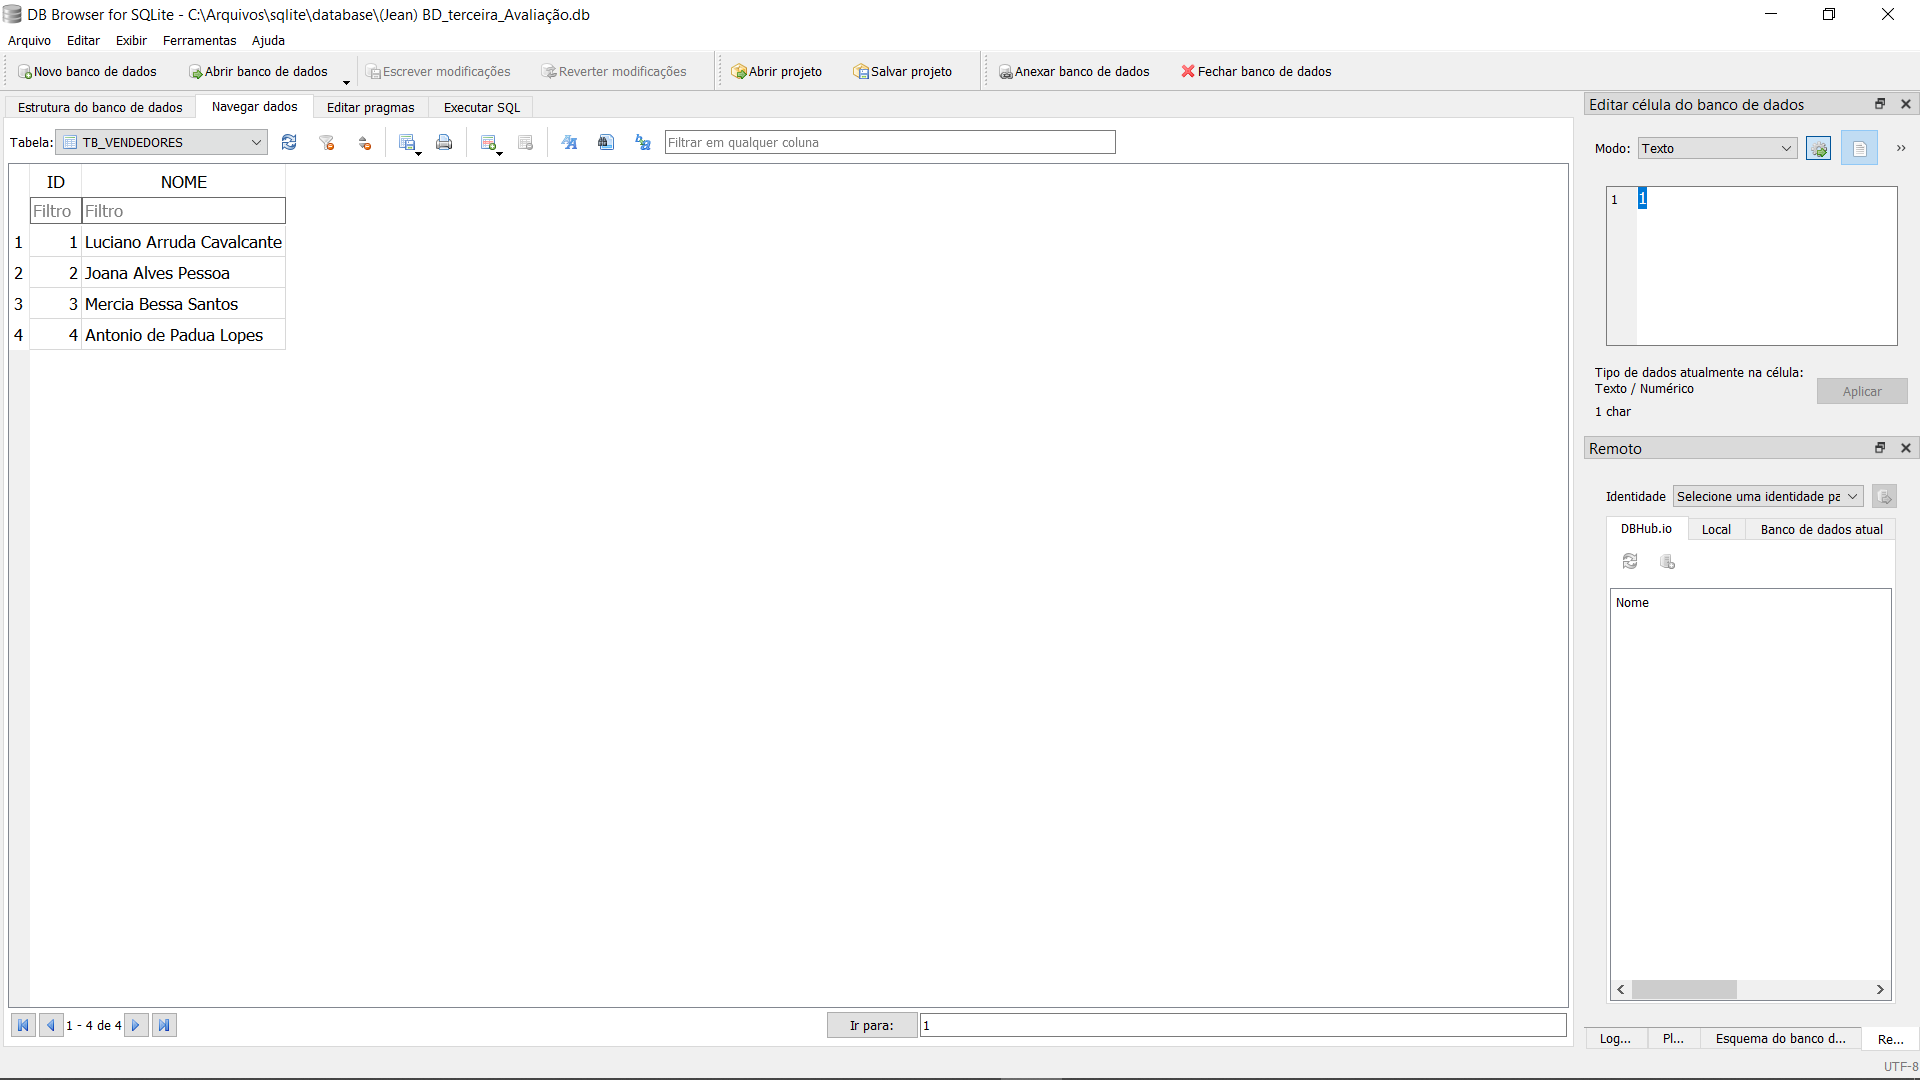 DB Browser for SQLite - C:\Arquivos\sqlite\database\(Jean) BD_terceira_Avaliação.db
Arquivo Editar Exibir Ferramentas Ajuda
Novo banco de dados Abrir banco de dados Escrever modificações Reverter modificações Abrir projeto Salvar projeto Anexar banco de dados Fechar banco de dados
Estrutura do banco de dados Navegar dados Editar pragmas Executar SQL
Tabela: TB_VENDEDORES Filtrar em qualquer coluna
ID NOME
Filtro Filtro
1 1 Luciano Arruda Cavalcante
2 2 Joana Alves Pessoa
3 3 Mercia Bessa Santos
4 4 Antonio de Padua Lopes
1 - 4 de 4 Ir para: 1
Editar célula do banco de dados
Modo: Texto »
1 1
Tipo de dados atualmente na célula:
Texto / Numérico
Aplicar
1 char
Remoto
Identidade Selecione uma identidade pa
DBHub.io Local Banco de dados atual
Nome
Log... Pl... Esquema do banco d... Re...
UTF-8